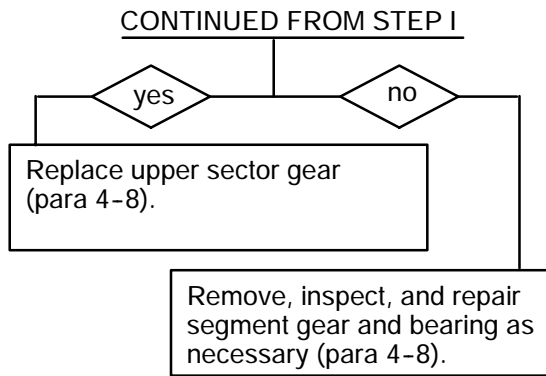 CONTINUED FROM STEP I
yes
no
Replace upper sector gear
(para 4-8).
Remove, inspect, and repair
segment gear and bearing as
necessary (para 4-8).